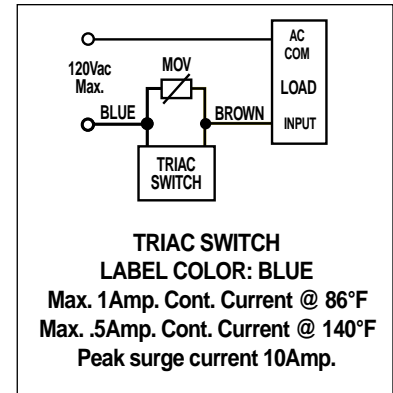 AC
COM
120Vac
Max.
MOV
LOAD
BLUE
BROWN
INPUT
TRIAC
SWITCH
TRIAC SWITCH
LABEL COLOR: BLUE
Max. 1Amp. Cont. Current @ 86°F
Max. .5Amp. Cont. Current @ 140°F
Peak surge current 10Amp.